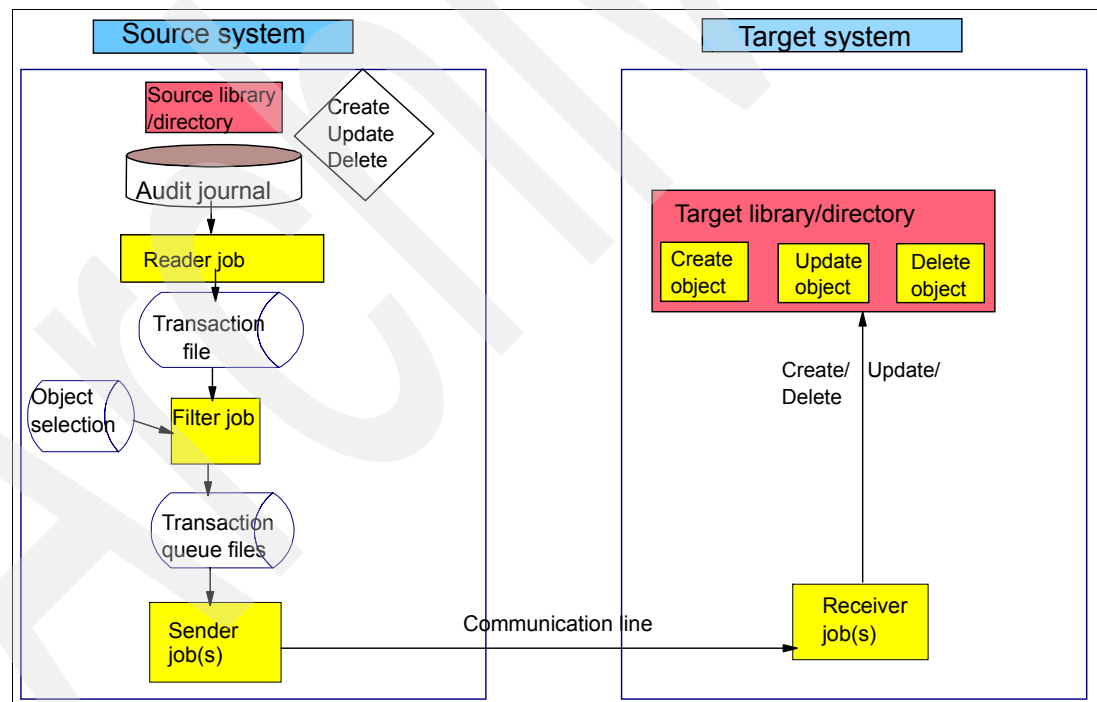 Source system
Target system
Source library
/directory
Create
Update
Delete
Audit journal
Reader job
Transaction
file
Object
selection
Filter job
Transaction
queue files
Sender
job(s)
Communication line
Receiver
job(s)
Create/ Update/
Delete
Target library/directory
Create
object
Update
object
Delete
object